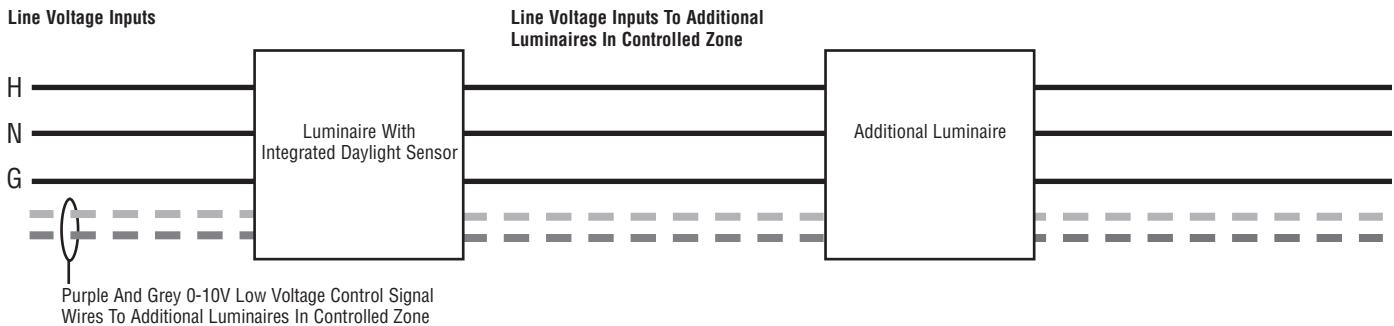 Line Voltage Inputs
Line Voltage Inputs To Additional
Luminaires In Controlled Zone
H
N
G
Luminaire With
Integrated Daylight Sensor
Additional Luminaire
Purple And Grey 0-10V Low Voltage Control Signal
Wires To Additional Luminaires In Controlled Zone